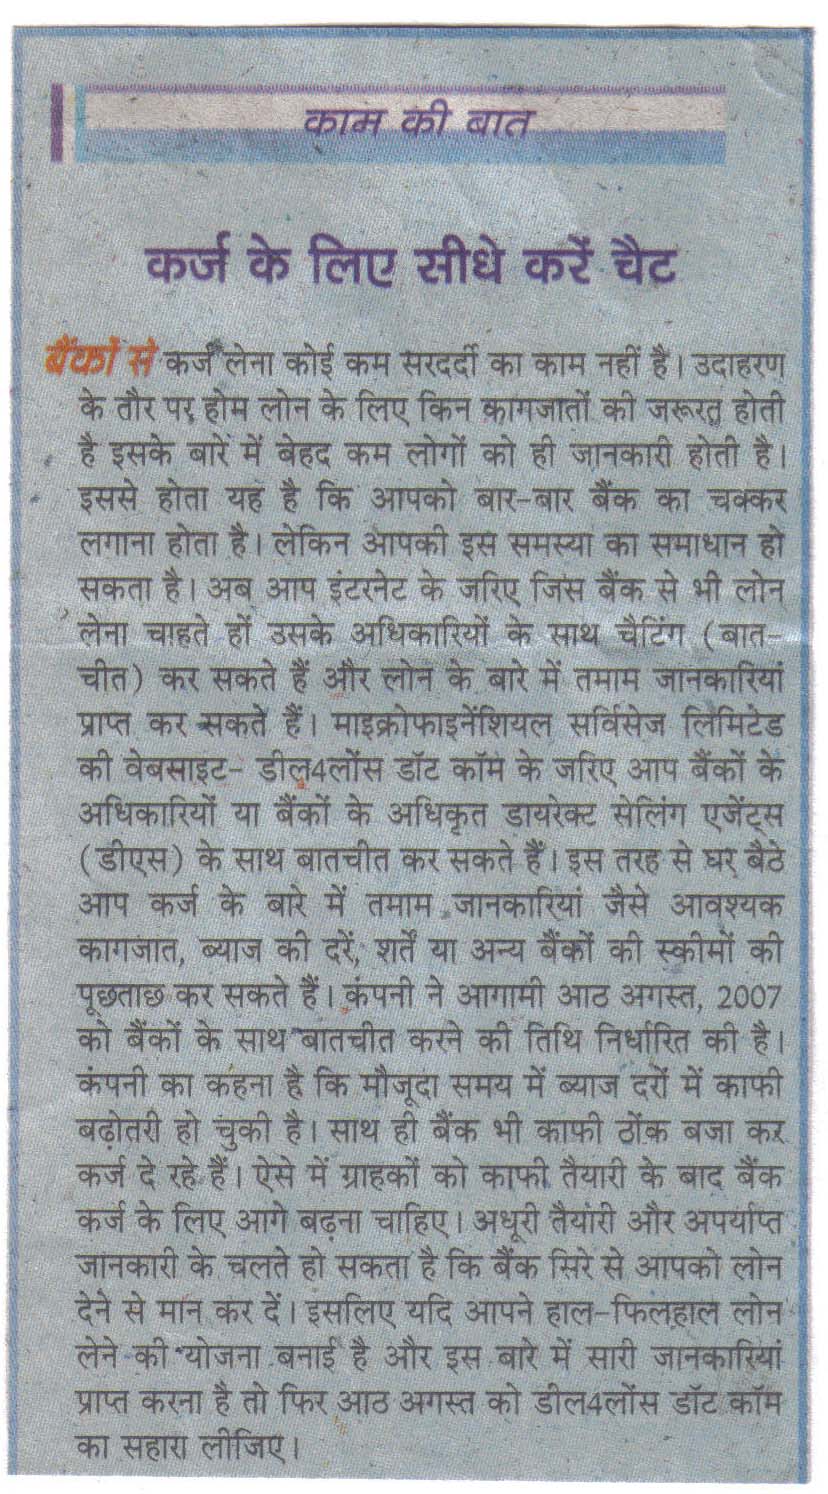 काम की बात
कर्ज के लिए सीधे करें चैट
बैंकों से कर्ज लेना कोई कम सरदर्दी का काम नहीं है। उदाहरण
के तौर पर होम लोन के लिए किन कागजातों की जरूरत होती
है इसके बारे में बेहद कम लोगों को ही जानकारी होती है।
इससे होता यह है कि आपको बार-बार बैंक का चक्कर
लगाना होता है। लेकिन आपकी इस समस्या का समाधान हो
सकता है। अब आप इंटरनेट के जरिए जिस बैंक से भी लोन
लेना चाहते हों उसके अधिकारियों के साथ चैटिंग (बात-
चीत) कर सकते हैं और लोन के बारे में तमाम जानकारियां
प्राप्त कर सकते हैं। माइक्रोफाइनेंशियल सर्विसेज लिमिटेड
की वेबसाइट- डील4लोंस डॉट कॉम के जरिए आप बैंकों के
अधिकारियों या बैंकों के अधिकृत डायरेक्ट सेलिंग एजेंट्स
(डीएस) के साथ बातचीत कर सकते हैं। इस तरह से घर बैठे
आप कर्ज के बारे में तमाम जानकारियां जैसे आवश्यक
कागजात, ब्याज की दरें, शर्तें या अन्य बैंकों की स्कीमों की
पूछताछ कर सकते हैं। कंपनी ने आगामी आठ अगस्त, 2007
को बैंकों के साथ बातचीत करने की तिथि निर्धारित की है।
कंपनी का कहना है कि मौजूदा समय में ब्याज दरों में काफी
बढ़ोतरी हो चुकी है। साथ ही बैंक भी काफी ठोंक बजा कर
कर्ज दे रहे हैं। ऐसे में ग्राहकों को काफी तैयारी के बाद बैंक
कर्ज के लिए आगे बढ़ना चाहिए। अधूरी तैयारी और अपर्याप्त
जानकारी के चलते हो सकता है कि बैंक सिरे से आपको लोन
देने से मान कर दें। इसलिए यदि आपने हाल-फिलहाल लोन
लेने की योजना बनाई है और इस बारे में सारी जानकारियां
प्राप्त करना है तो फिर आठ अगस्त को डील4लोंस डॉट कॉम
का सहारा लीजिए।